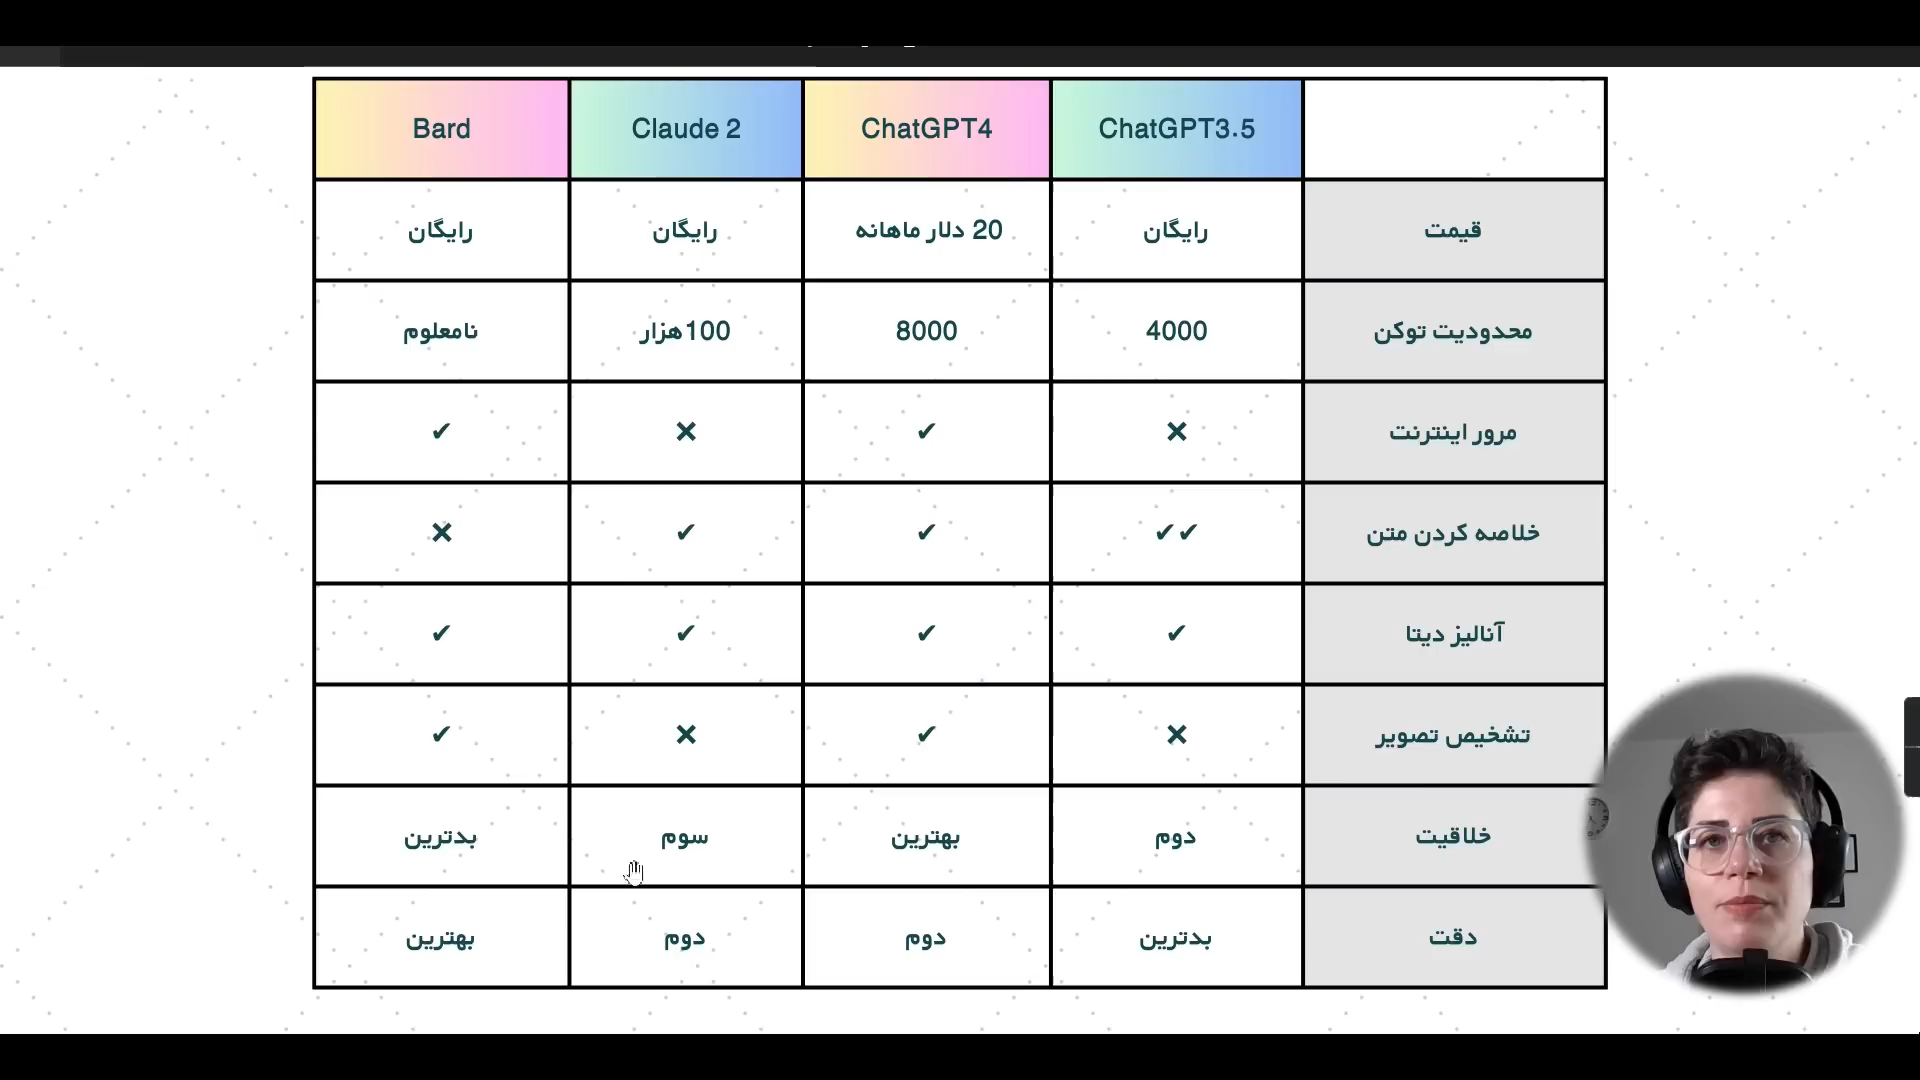 ChatGPT3.5 ChatGPT4 Claude 2 Bard
قیمت رایگان 20 دلار ماهانه رایگان رایگان
محدودیت توکن 4000 8000 100هزار نامعلوم
مرور اینترنت ✖ ✔ ✖ ✔
خلاصه کردن متن ✔✔ ✔ ✔ ✖
آنالیز دیتا ✔ ✔ ✔ ✔
تشخیص تصویر ✖ ✔ ✖ ✔
خلاقیت دوم بهترین سوم بدترین
دقت بدترین دوم دوم بهترین